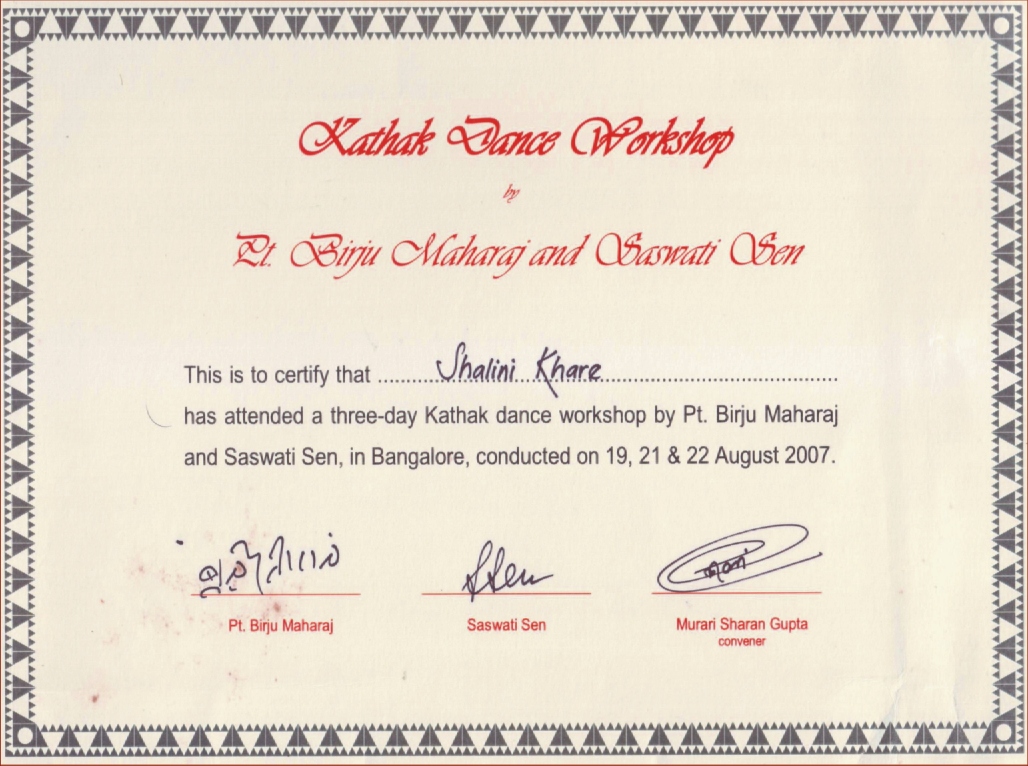 Kathak Dance Workshop
by
Pt. Birju Maharaj and Saswati Sen
This is to certify that ..........Shalini Khare..........
has attended a three-day Kathak dance workshop by Pt. Birju Maharaj
and Saswati Sen, in Bangalore, conducted on 19, 21 & 22 August 2007.
SSen
Pt. Birju Maharaj Saswati Sen Murari Sharan Gupta
convener